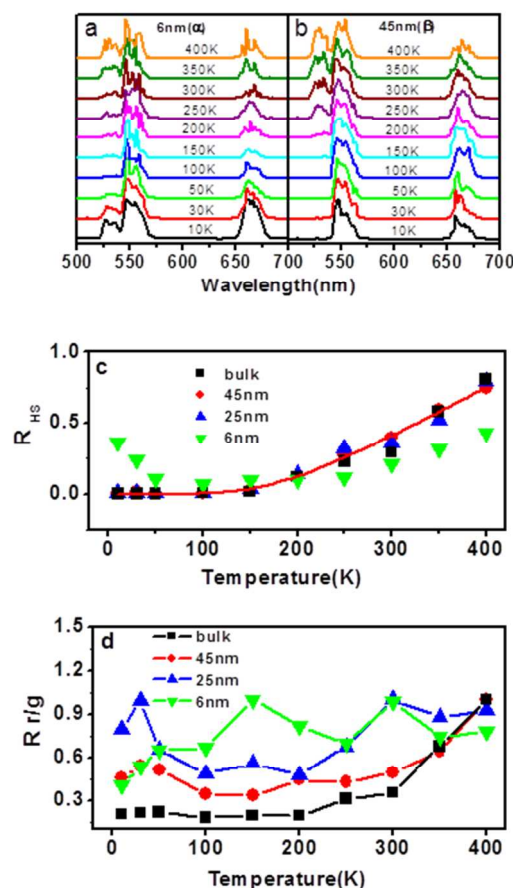 a 6nm(α) b 45nm(β)
400K 400K
350K 350K
300K 300K
250K 250K
200K 200K
150K 150K
100K 100K
50K 50K
30K 30K
10K 10K
500 550 600 650 700 550 600 650 700
Wavelength(nm)
c
1.0
0.5
0.0
R HS
bulk
45nm
25nm
6nm
0 100 200 300 400
Temperature(K)
d
1.5
1.2
0.9
0.6
0.3
R r/g
bulk
45nm
25nm
6nm
0 100 200 300 400
Temperature(K)